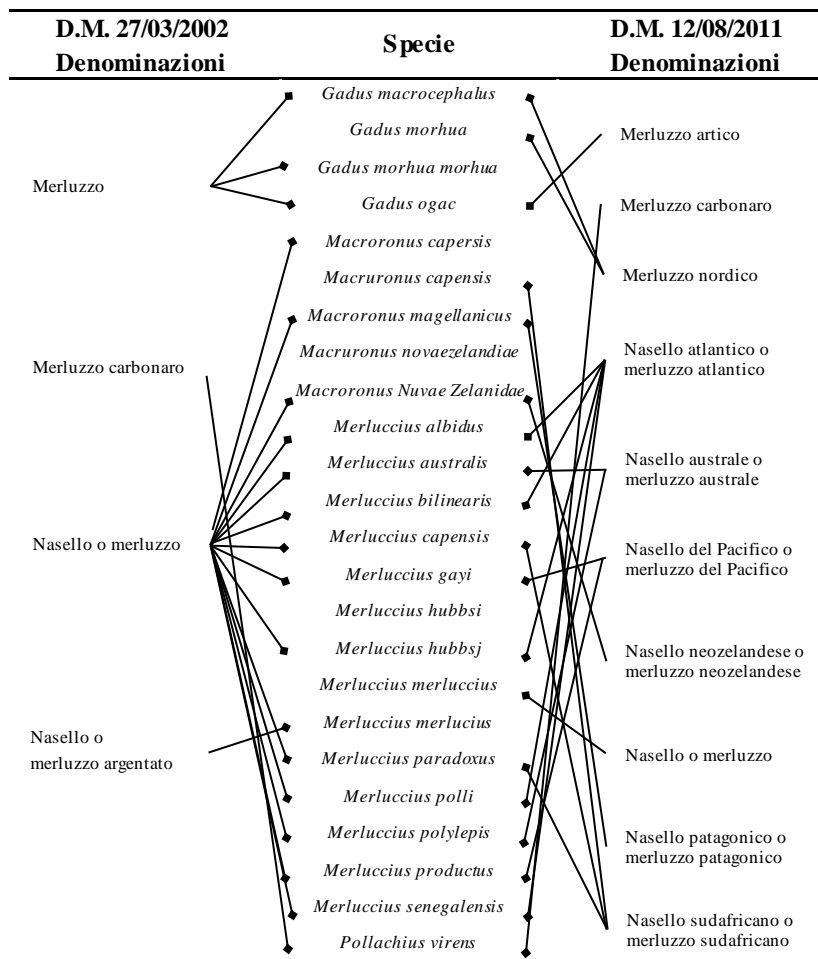 D.M. 27/03/2002
Denominazioni
Specie
D.M. 12/08/2011
Denominazioni
Merluzzo
Merluzzo carbonaro
Nasello o merluzzo
Nasello o
merluzzo argentato
Gadus macrocephalus
Gadus morhua
Gadus morhua morhua
Gadus ogac
Macroronus capersis
Macruronus capensis
Macroronus magellanicus
Macruronus novaezelandiae
Macroronus Nuvae Zelanidae
Merluccius albidus
Merluccius australis
Merluccius bilinearis
Merluccius capensis
Merluccius gayi
Merluccius hubbsi
Merluccius hubbsj
Merluccius merluccius
Merluccius merlucius
Merluccius paradoxus
Merluccius polli
Merluccius polylepis
Merluccius productus
Merluccius senegalensis
Pollachius virens
Merluzzo artico
Merluzzo carbonaro
Merluzzo nordico
Nasello atlantico o
merluzzo atlantico
Nasello australe o
merluzzo australe
Nasello del Pacifico o
merluzzo del Pacifico
Nasello neozelandese o
merluzzo neozelandese
Nasello o merluzzo
Nasello patagonico o
merluzzo patagonico
Nasello sudafricano o
merluzzo sudafricano